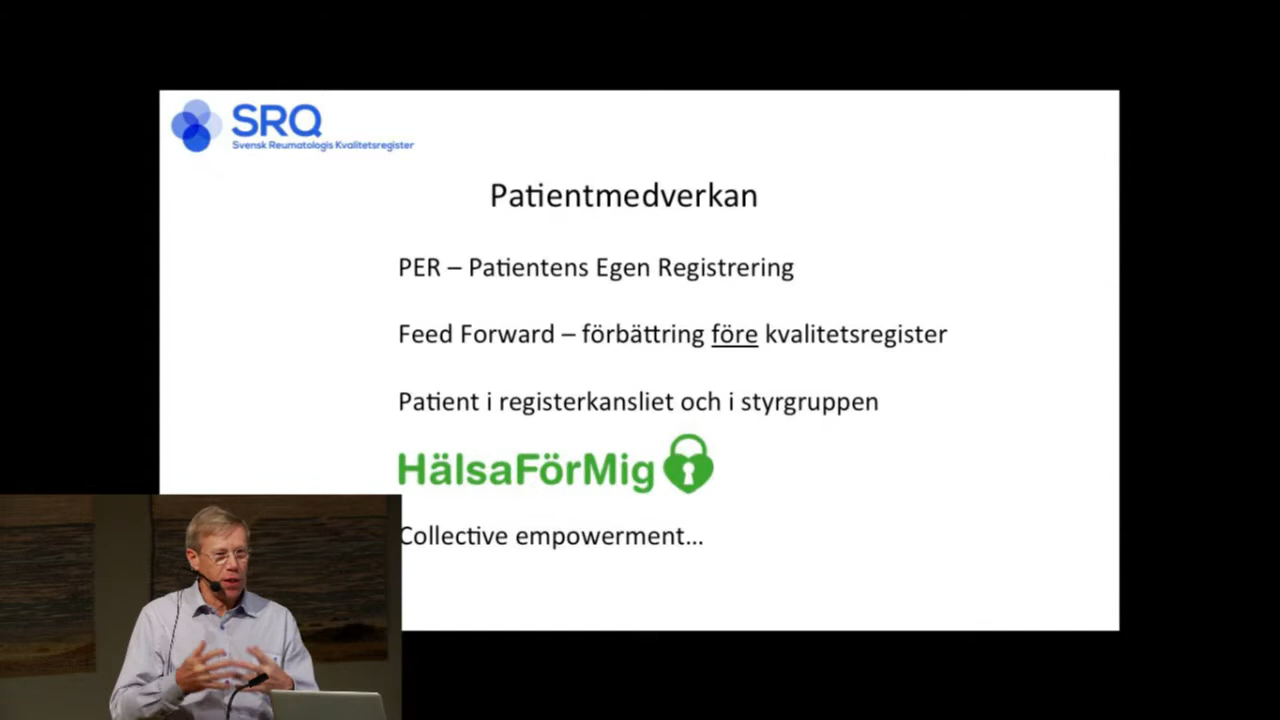 SRQ
Svensk Reumatologis Kvalitetsregister
Patientmedverkan
PER – Patientens Egen Registrering
Feed Forward – förbättring före kvalitetsregister
Patient i registerkansliet och i styrgruppen
HälsaFörMig
Collective empowerment...